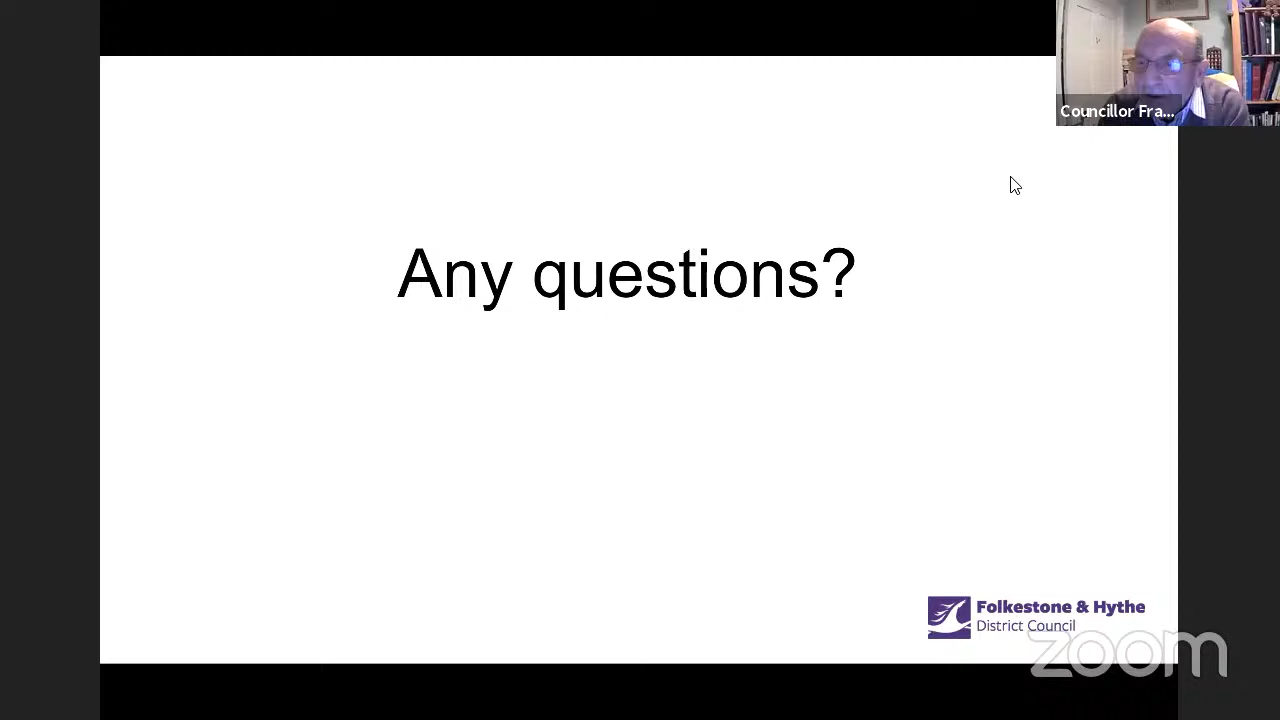 Councillor Fra...
Any questions?
Folkestone & Hythe
District Council
zoom